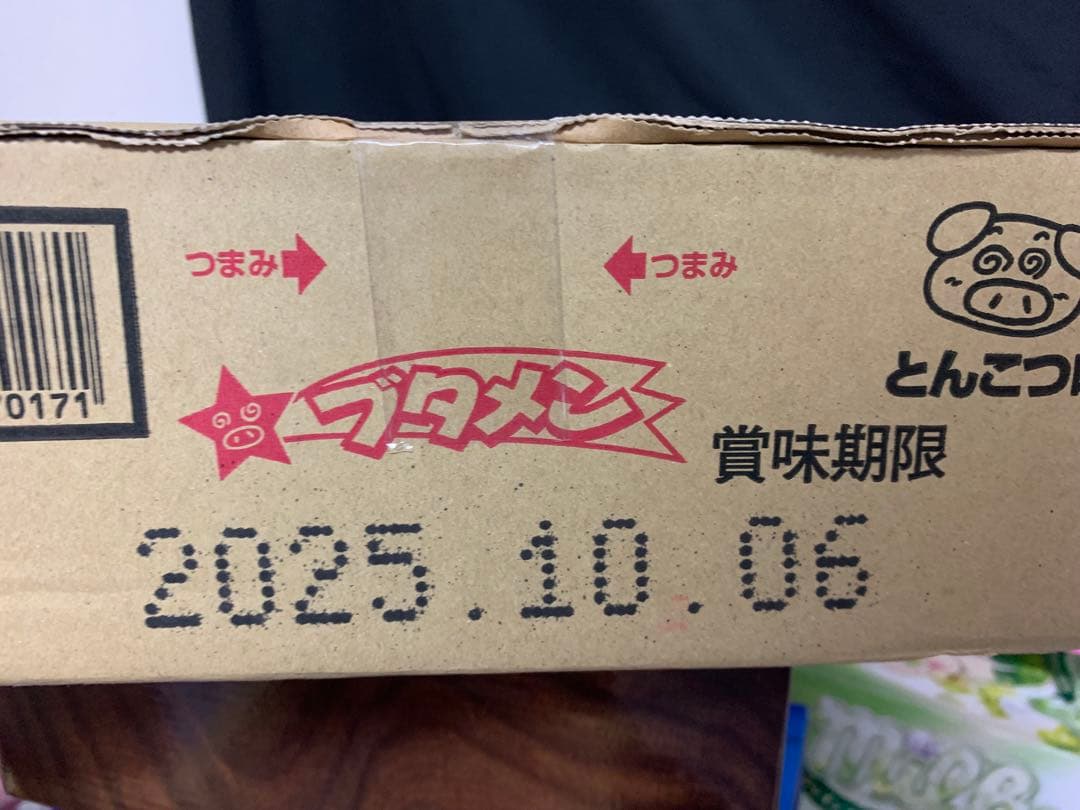 つまみ
つまみ
0171
ブタメン
とんこつ
賞味期限
2025.10.06